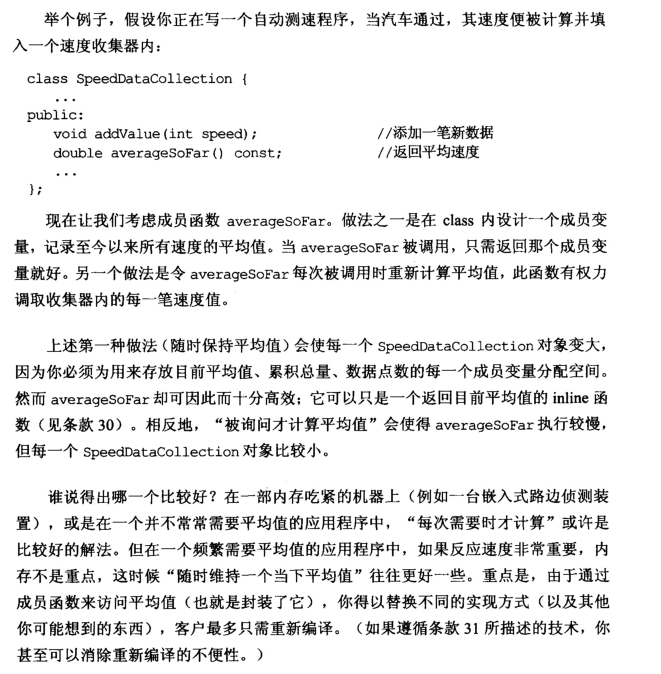 举个例子，假设你正在写一个自动测速程序，当汽车通过，其速度便被计算并填
入一个速度收集器内：
class SpeedDataCollection {
...
public:
void addValue(int speed); //添加一笔新数据
double averageSoFar() const; //返回平均速度
...
};
现在让我们考虑成员函数 averageSoFar。做法之一是在 class 内设计一个成员变
量，记录至今以来所有速度的平均值。当 averageSoFar 被调用，只需返回那个成员变
量就好。另一个做法是令 averageSoFar 每次被调用时重新计算平均值，此函数有权力
调取收集器内的每一笔速度值。
上述第一种做法（随时保持平均值）会使每一个 SpeedDataCollection 对象变大，
因为你必须为用来存放目前平均值、累积总量、数据点数的每一个成员变量分配空间。
然而 averageSoFar 却可因此而十分高效；它可以只是一个返回目前平均值的 inline 函
数（见条款 30）。相反地，“被询问才计算平均值”会使得 averageSoFar 执行较慢，
但每一个 SpeedDataCollection 对象比较小。
谁说得出哪一个比较好？在一部内存吃紧的机器上（例如一台嵌入式路边侦测装
置），或是在一个并不常常需要平均值的应用程序中，“每次需要时才计算”或许是
比较好的解法。但在一个频繁需要平均值的应用程序中，如果反应速度非常重要，内
存不是重点，这时候“随时维持一个当下平均值”往往更好一些。重点是，由于通过
成员函数来访问平均值（也就是封装了它），你得以替换不同的实现方式（以及其他
你可能想到的东西），客户最多只需重新编译。（如果遵循条款 31 所描述的技术，你
甚至可以消除重新编译的不便性。）